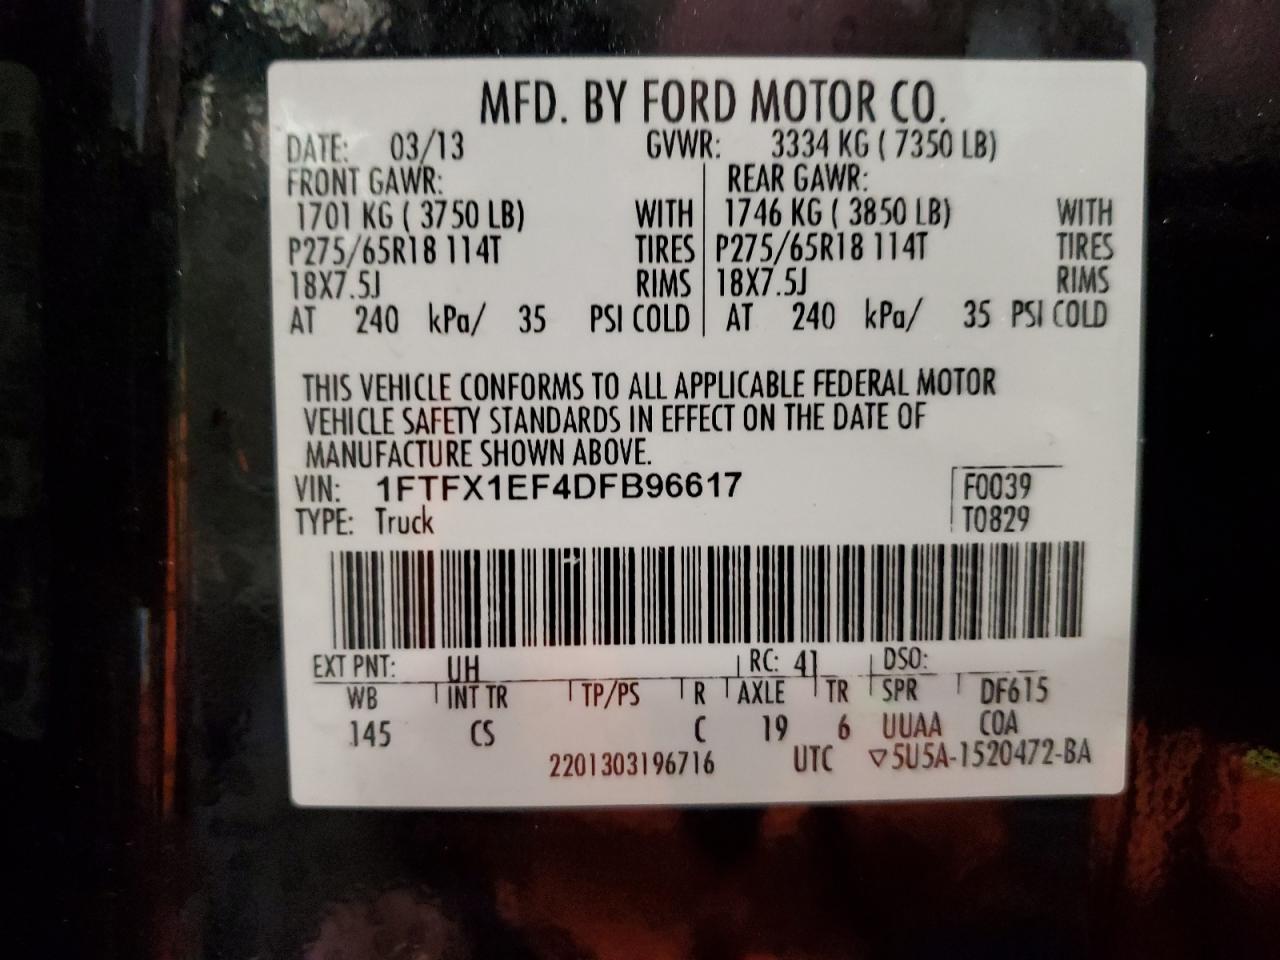 MFD. BY FORD MOTOR CO.
DATE: 03/13 GVWR: 3334 KG ( 7350 LB)
FRONT GAWR: REAR GAWR:
1701 KG ( 3750 LB) WITH 1746 KG ( 3850 LB) WITH
P275/65R18 114T TIRES P275/65R18 114T TIRES
18X7.5J RIMS 18X7.5J RIMS
AT 240 kPa/ 35 PSI COLD AT 240 kPa/ 35 PSI COLD
THIS VEHICLE CONFORMS TO ALL APPLICABLE FEDERAL MOTOR
VEHICLE SAFETY STANDARDS IN EFFECT ON THE DATE OF
MANUFACTURE SHOWN ABOVE.
VIN: 1FTFX1EF4DFB96617 F0039
TYPE: Truck T0829
EXT PNT: UH RC: 41 DSO:
WB INT TR TP/PS R AXLE TR SPR DF615
145 CS C 19 6 UUAA COA
2201303196716 UTC ▽5U5A-1520472-BA